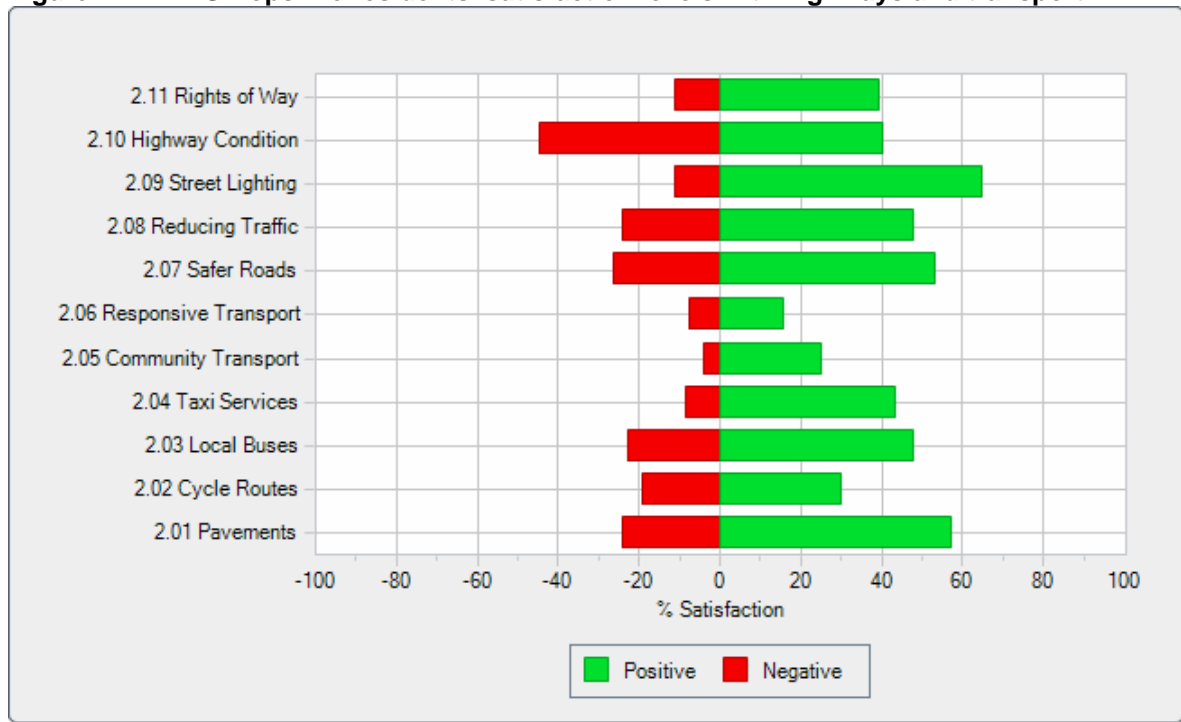 2.11 Rights of Way
2.10 Highway Condition
2.09 Street Lighting
2.08 Reducing Traffic
2.07 Safer Roads
2.06 Responsive Transport
2.05 Community Transport
2.04 Taxi Services
2.03 Local Buses
2.02 Cycle Routes
2.01 Pavements
-100 -80 -60 -40 -20 0 20 40 60 80 100
% Satisfaction
Positive Negative